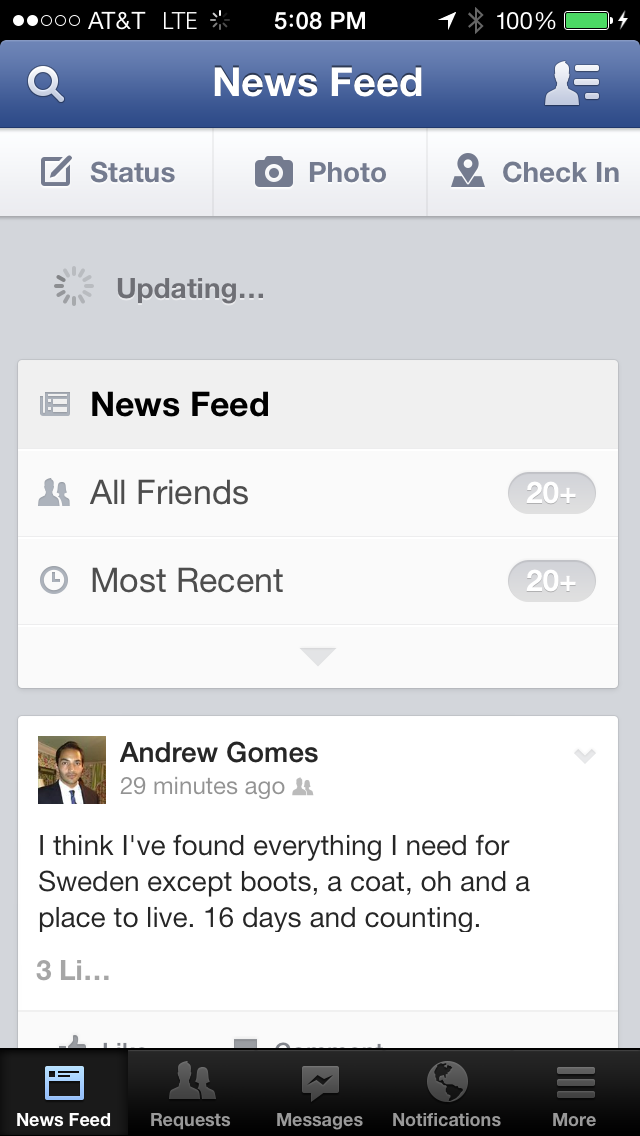 AT&T LTE 5:08 PM 100%
News Feed
Status Photo Check In
Updating...
News Feed
All Friends 20+
Most Recent 20+
Andrew Gomes
29 minutes ago
I think I've found everything I need for
Sweden except boots, a coat, oh and a
place to live. 16 days and counting.
3 Li...
Like Comment
News Feed Requests Messages Notifications More